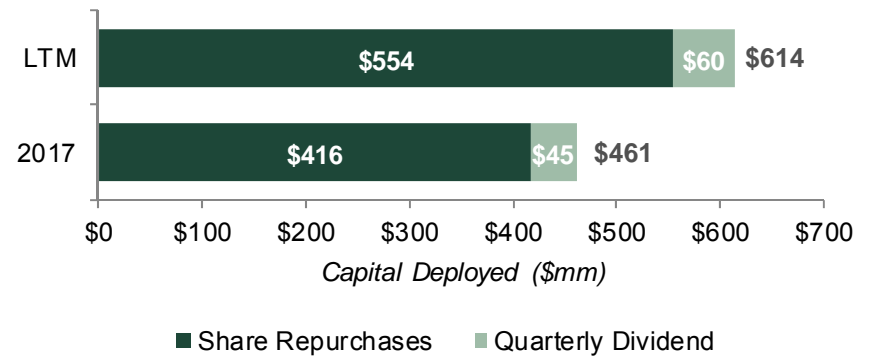 LTM $554 $60 $614
2017 $416 $45 $461
$0 $100 $200 $300 $400 $500 $600 $700
Capital Deployed ($mm)
Share Repurchases Quarterly Dividend